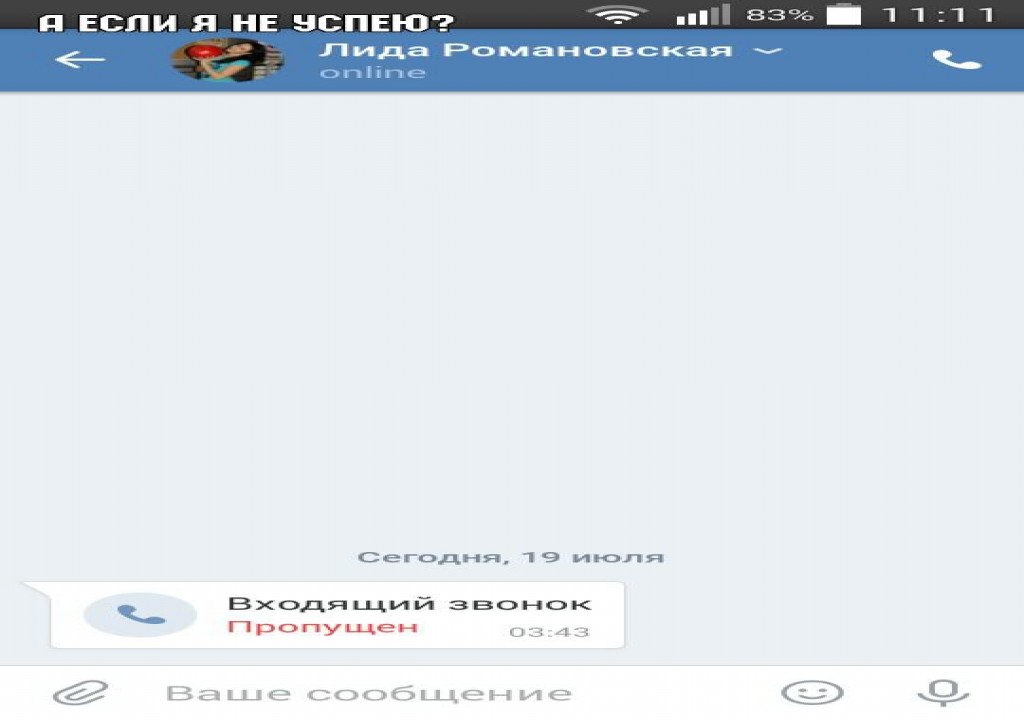 А ЕСЛИ Я НЕ УСПЕЮ?
83% 11:11
Лида Романовская
online
Сегодня, 19 июля
Входящий звонок
Пропущен 03:43
Ваше сообщение